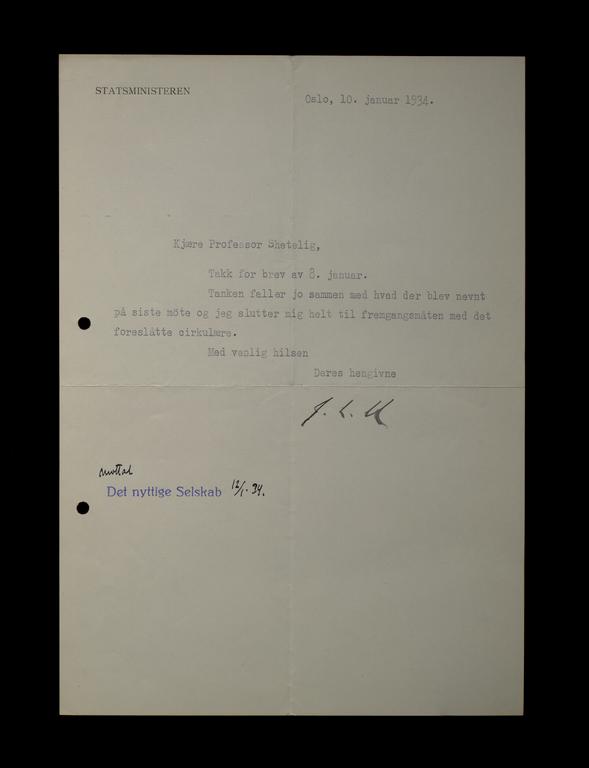 STATSMINISTEREN
Oslo, 10. januar 1934.
Kjære Professor Shetelig,
Takk for brev av 8. januar.
Tanken faller jo sammen med hvad der blev nevnt
på siste möte og jeg slutter mig helt til fremgangsmåten med det
foreslåtte cirkulære.
Med venlig hilsen
Deres hengivne
J. L. M
mottat
Det nyttige Selskab 12/1. 34.